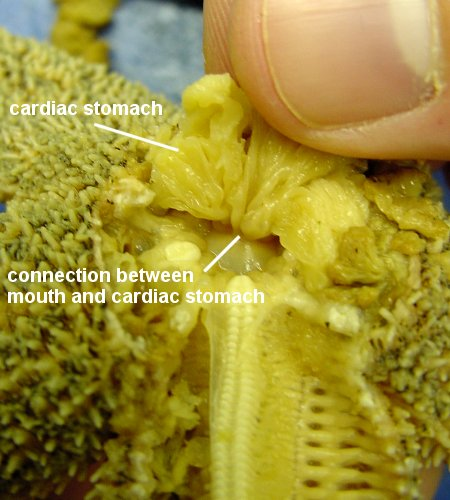 cardiac stomach
connection between
mouth and cardiac stomach